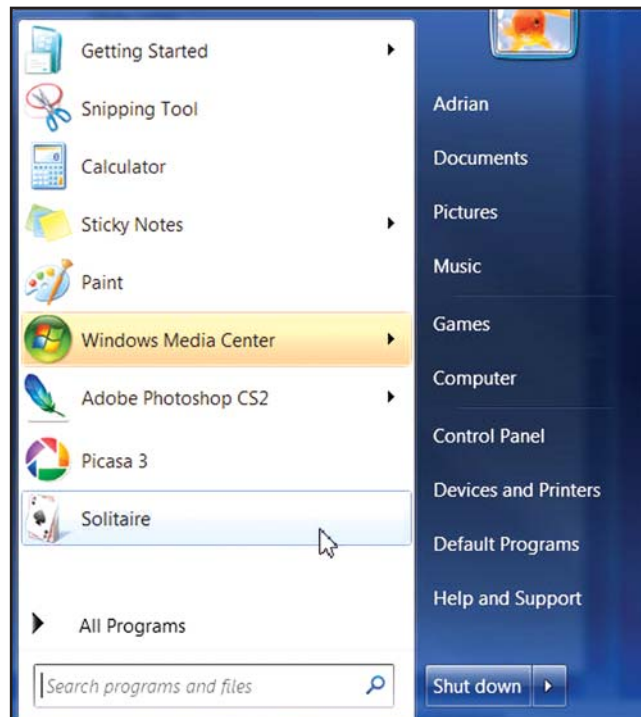 Getting Started
Snipping Tool
Calculator
Sticky Notes
Paint
Windows Media Center
Adobe Photoshop CS2
Picasa 3
Solitaire
All Programs
Search programs and files
Adrian
Documents
Pictures
Music
Games
Computer
Control Panel
Devices and Printers
Default Programs
Help and Support
Shut down